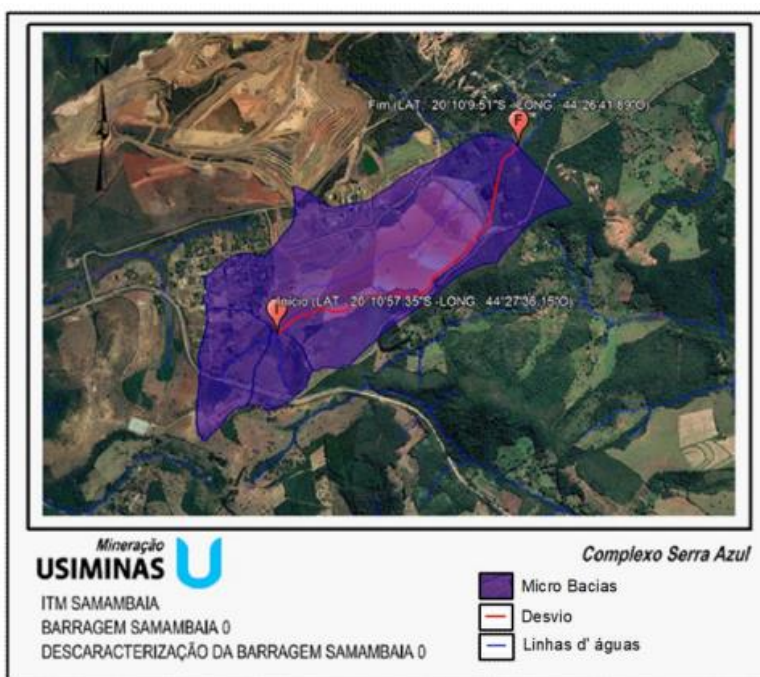 N
Fim (LAT 20°10'9.51"S -LONG 44°26'41.89"O)
F
Início (LAT 20°10'57.35"S -LONG 44°27'36.15"O)
I
Mineração
USIMINAS
ITM SAMAMBAIA
BARRAGEM SAMAMBAIA 0
DESCARACTERIZAÇÃO DA BARRAGEM SAMAMBAIA 0
Complexo Serra Azul
Micro Bacias
Desvio
Linhas d' águas